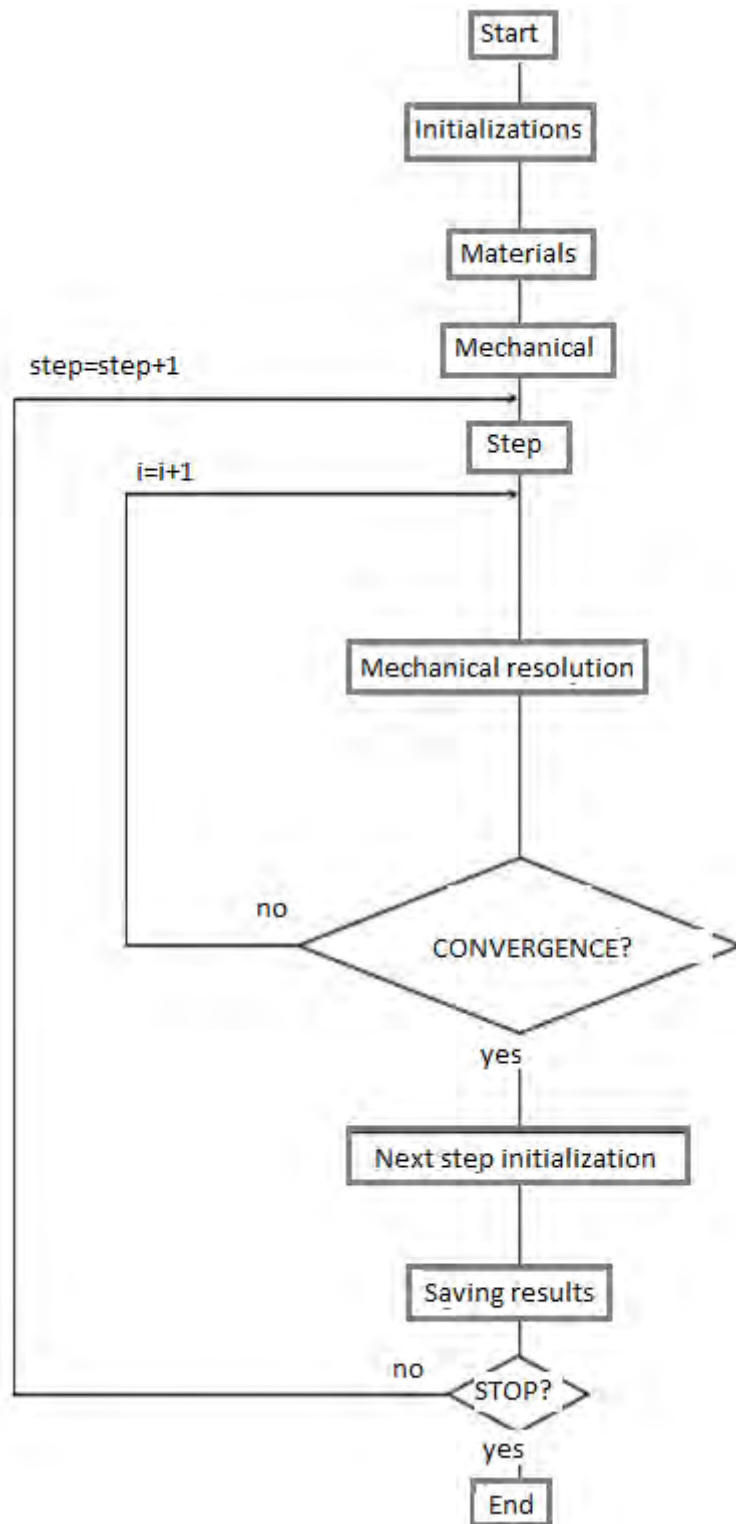 Start
Initializations
Materials
Mechanical
step=step+1
Step
i=i+1
Mechanical resolution
no
CONVERGENCE?
yes
Next step initialization
Saving results
no
STOP?
yes
End